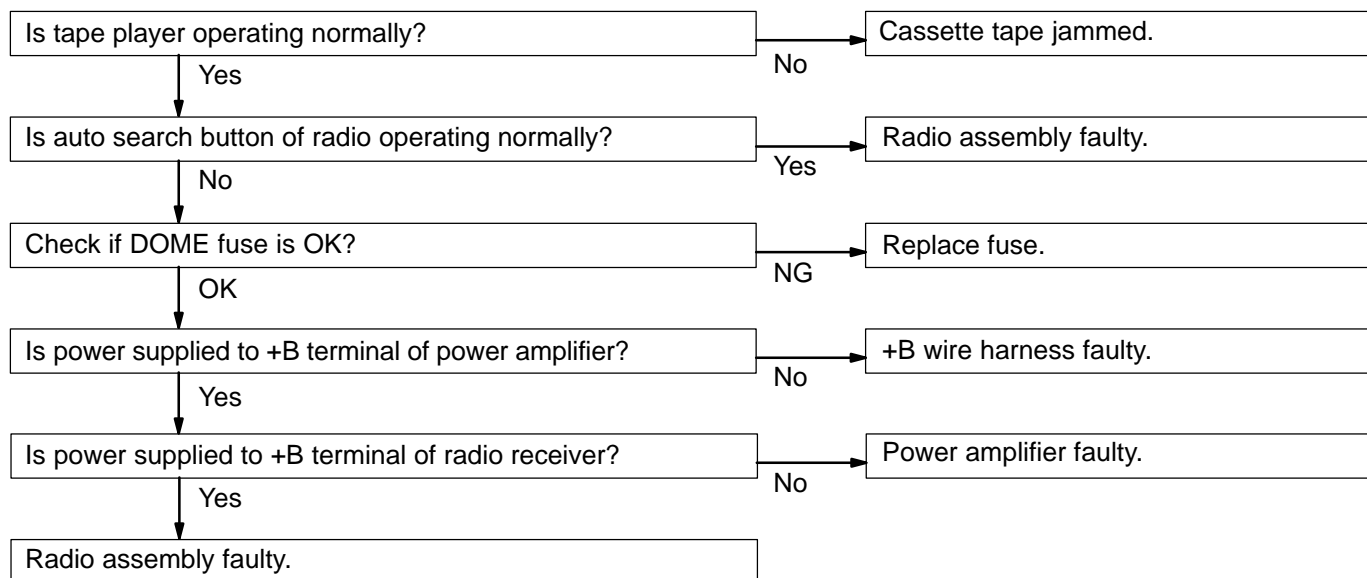 Is tape player operating normally?
Cassette tape jammed.
No
Yes
Is auto search button of radio operating normally?
Radio assembly faulty.
Yes
No
Check if DOME fuse is OK?
Replace fuse.
NG
OK
Is power supplied to +B terminal of power amplifier?
+B wire harness faulty.
No
Yes
Is power supplied to +B terminal of radio receiver?
Power amplifier faulty.
No
Yes
Radio assembly faulty.